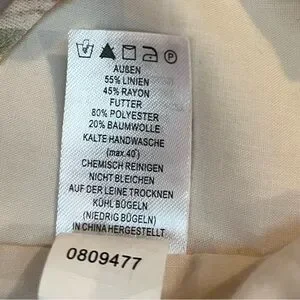 AUßEN
55% LINIEN
45% RAYON
FUTTER
80% POLYESTER
20% BAUMWOLLE
KALTE HANDWASCHE
(max.40°)
CHEMISCH REINIGEN
NICHT BLEICHEN
AUF DER LEINE TROCKNEN
KÜHL BÜGELN
(NIEDRIG BÜGELN)
IN CHINA HERGESTELLT
0809477